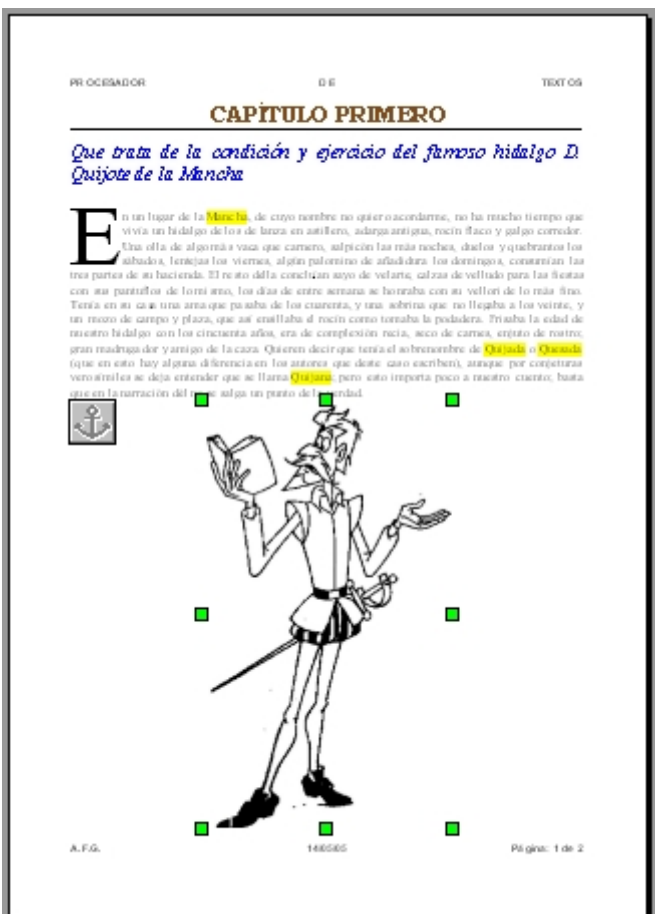 PROCESADOR DE TEXTOS
CAPÍTULO PRIMERO
Que trata de la condición y ejercicio del famoso hidalgo D.
Quijote de la Mancha
En un lugar de la Mancha, de cuyo nombre no quiero acordarme, no ha mucho tiempo que
vivía un hidalgo de los de lanza en astillero, adarga antigua, rocín flaco y galgo corredor.
Una olla de algo más vaca que carnero, salpicón las más noches, duelos y quebrantos los
sábados, lentejas los viernes, algún palomino de añadidura los domingos, consumían las
tres partes de su hacienda. El resto della concluían sayo de velarte, calzas de velludo para las fiestas
con sus pantuflos de lo mismo, los días de entre semana se honraba con su vellori de lo más fino.
Tenía en su casa una ama que pasaba de los cuarenta, y una sobrina que no llegaba a los veinte, y
un mozo de campo y plaza, que así ensillaba el rocín como tomaba la podadera. Frisaba la edad de
nuestro hidalgo con los cincuenta años, era de complexión recia, seco de carnes, enjuto de rostro;
gran madrugador y amigo de la caza. Quieren decir que tenía el sobrenombre de Quijada o Quesada
(que en esto hay alguna diferencia en los autores que deste caso escriben), aunque por conjeturas
verosímiles se deja entender que se llama Quijana; pero esto importa poco a nuestro cuento; basta
que en la narración dél no se salga un punto de la verdad.
A.F.G. 14/05/05 Página: 1 de 2